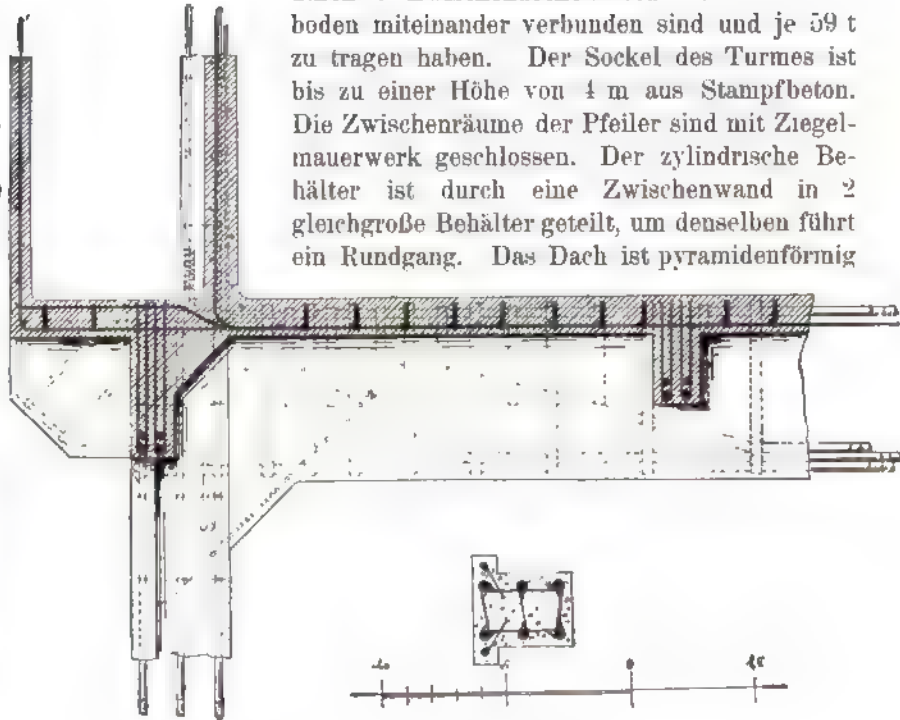 boden miteinander verbunden sind und je 59 t
zu tragen haben. Der Sockel des Turmes ist
bis zu einer Höhe von 4 m aus Stampfbeton.
Die Zwischenräume der Pfeiler sind mit Ziegel-
mauerwerk geschlossen. Der zylindrische Be-
hälter ist durch eine Zwischenwand in 2
gleichgroße Behälter geteilt, um denselben führt
ein Rundgang. Das Dach ist pyramidenförmig